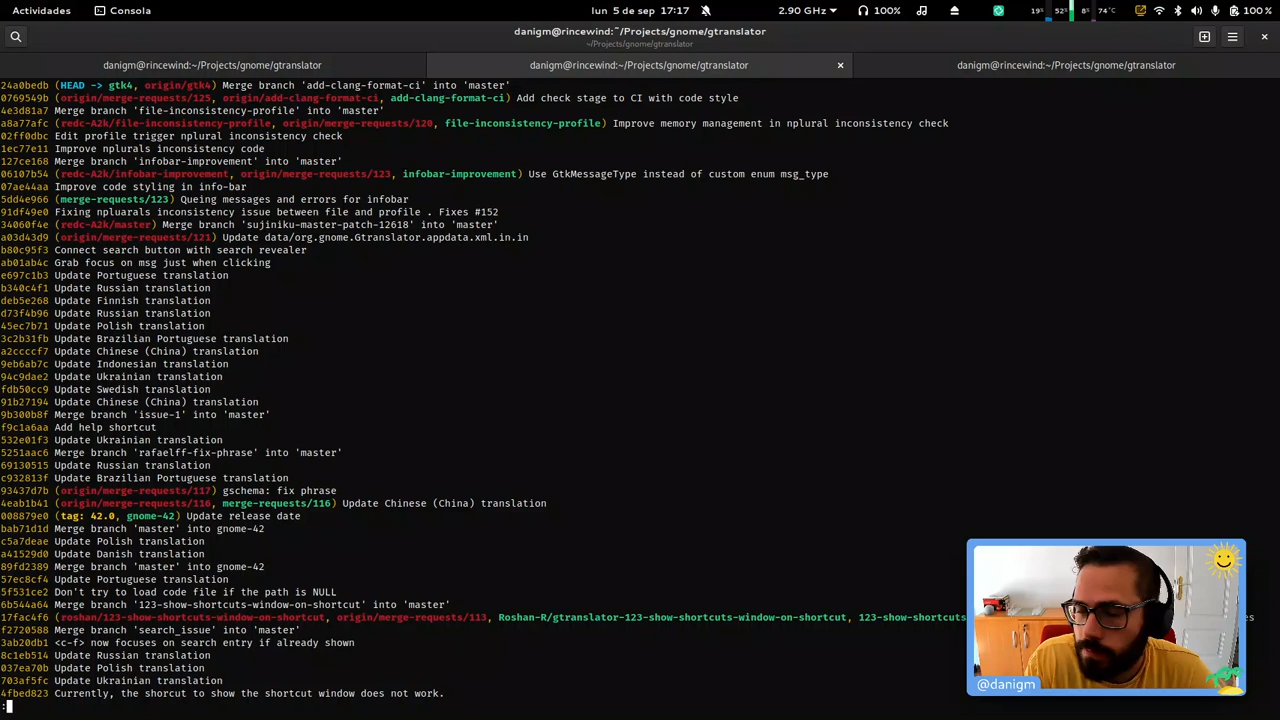 Actividades Consola lun 5 de sep 17:17 2.90 GHz 100% 19% 52% 8% 74°C 100 %
danigm@rincewind:~/Projects/gnome/gtranslator
~/Projects/gnome/gtranslator
danigm@rincewind:~/Projects/gnome/gtranslator danigm@rincewind:~/Projects/gnome/gtranslator danigm@rincewind:~/Projects/gnome/gtranslator
24a0bedb (HEAD -> gtk4, origin/gtk4) Merge branch 'add-clang-format-ci' into 'master'
0769549b (origin/merge-requests/125, origin/add-clang-format-ci, add-clang-format-ci) Add check stage to CI with code style
4e3d81a7 Merge branch 'file-inconsistency-profile' into 'master'
a8a77afc (redc-A2k/file-inconsistency-profile, origin/merge-requests/120, file-inconsistency-profile) Improve memory management in nplural inconsistency check
02ff0dbc Edit profile trigger nplural inconsistency check
1ec77e11 Improve nplurals inconsistency code
127ce168 Merge branch 'infobar-improvement' into 'master'
06107b54 (redc-A2k/infobar-improvement, origin/merge-requests/123, infobar-improvement) Use GtkMessageType instead of custom enum msg_type
07ae44aa Improve code styling in info-bar
5dd4e966 (merge-requests/123) Queing messages and errors for infobar
91df49e0 Fixing npluarals inconsistency issue between file and profile . Fixes #152
34060f4e (redc-A2k/master) Merge branch 'sujiniku-master-patch-12618' into 'master'
a03d43d9 (origin/merge-requests/121) Update data/org.gnome.Gtranslator.appdata.xml.in.in
b80c95f3 Connect search button with search revealer
ab01ab4c Grab focus on msg just when clicking
e697c1b3 Update Portuguese translation
b340c4f1 Update Russian translation
deb5e268 Update Finnish translation
d73f4b96 Update Russian translation
45ec7b71 Update Polish translation
3c2b31fb Update Brazilian Portuguese translation
a2ccccf7 Update Chinese (China) translation
9eb6ab7c Update Indonesian translation
94c9dae2 Update Ukrainian translation
fdb50cc9 Update Swedish translation
91b27194 Update Chinese (China) translation
9b300b8f Merge branch 'issue-1' into 'master'
f9c1a6aa Add help shortcut
532e01f3 Update Ukrainian translation
5251aac6 Merge branch 'rafaelff-fix-phrase' into 'master'
69130515 Update Russian translation
c932813f Update Brazilian Portuguese translation
93437d7b (origin/merge-requests/117) gschema: fix phrase
4eab1b41 (origin/merge-requests/116, merge-requests/116) Update Chinese (China) translation
008879e0 (tag: 42.0, gnome-42) Update release date
bab71d1d Merge branch 'master' into gnome-42
c5a7deae Update Polish translation
a41529d0 Update Danish translation
89fd2389 Merge branch 'master' into gnome-42
57ec8cf4 Update Portuguese translation
5f531ce2 Don't try to load code file if the path is NULL
6b544a64 Merge branch '123-show-shortcuts-window-on-shortcut' into 'master'
17fac4f6 (roshan/123-show-shortcuts-window-on-shortcut, origin/merge-requests/113, Roshan-R/gtranslator-123-show-shortcuts-window-on-shortcut, 123-show-shortcuts-window-on-shortcut es
f2720588 Merge branch 'search_issue' into 'master'
3ab20db1 <c-f> now focuses on search entry if already shown
8c1eb514 Update Russian translation
037ea70b Update Polish translation
703af5fc Update Ukrainian translation
4fbed823 Currently, the shorcut to show the shortcut window does not work.
:
@danigm